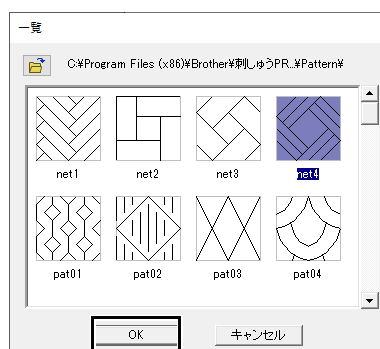 一覧
C:¥Program Files (x86)¥Brother¥刺しゅうPR...¥Pattern¥
net1 net2 net3 net4
pat01 pat02 pat03 pat04
OK キャンセル